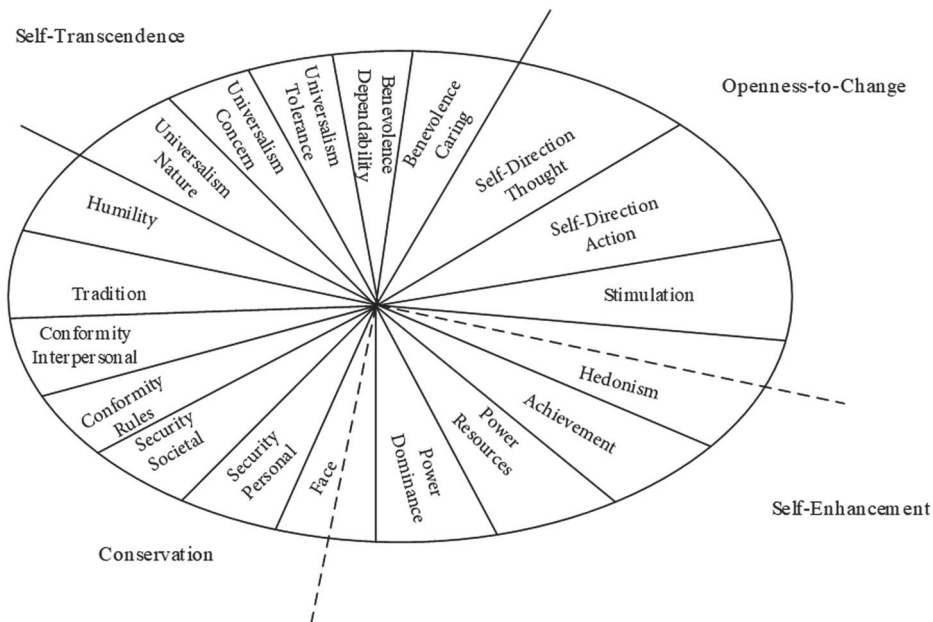 Self-Transcendence
Openness-to-Change
Universalism
Nature
Universalism
Concern
Universalism
Tolerance
Benevolence
Dependability
Benevolence
Caring
Self-Direction
Thought
Self-Direction
Action
Stimulation
Hedonism
Achievement
Power
Resources
Power
Dominance
Face
Security
Personal
Security
Societal
Conformity
Rules
Conformity
Interpersonal
Tradition
Humility
Self-Enhancement
Conservation